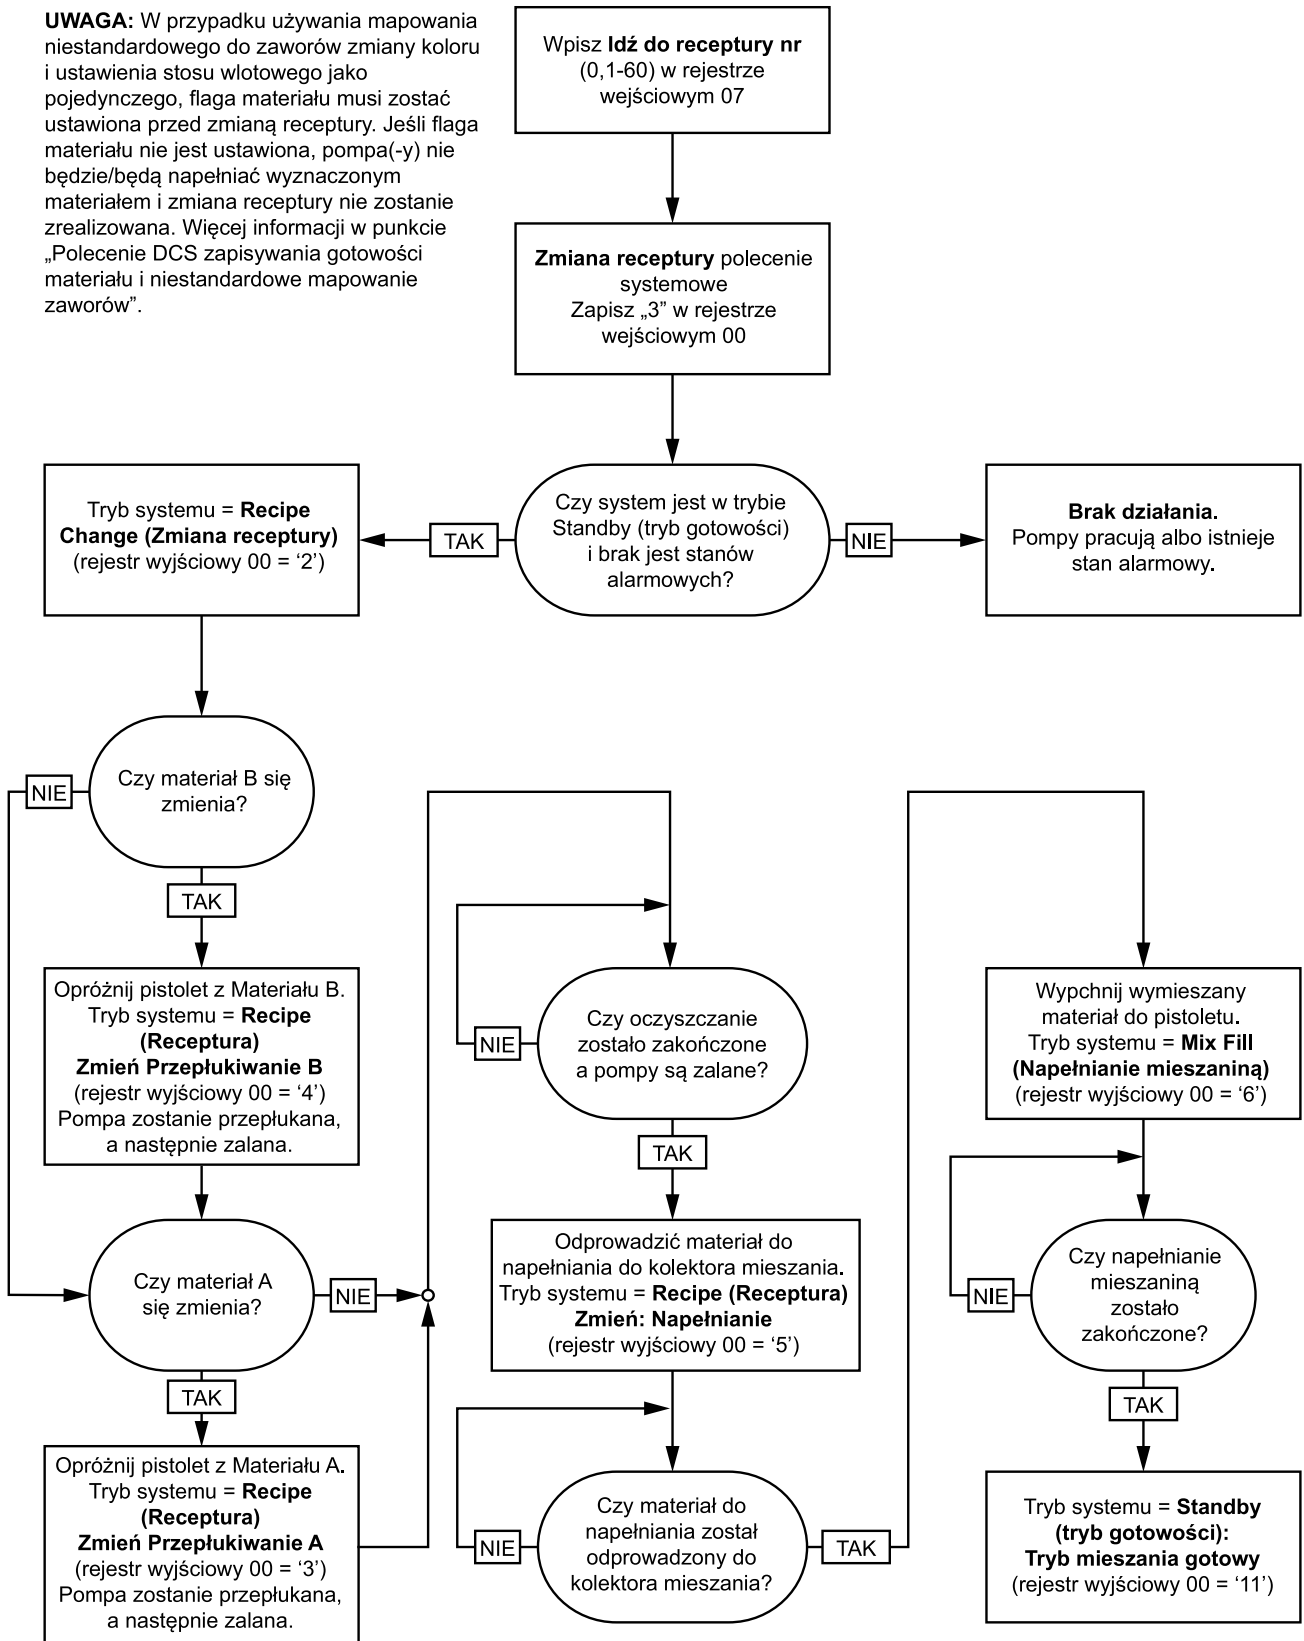 UWAGA: W przypadku używania mapowania
niestandardowego do zaworów zmiany koloru
i ustawienia stosu wlotowego jako
pojedynczego, flaga materiału musi zostać
ustawiona przed zmianą receptury. Jeśli flaga
materiału nie jest ustawiona, pompa(-y) nie
będzie/będą napełniać wyznaczonym
materiałem i zmiana receptury nie zostanie
zrealizowana. Więcej informacji w punkcie
„Polecenie DCS zapisywania gotowości
materiału i niestandardowe mapowanie
zaworów”.
Wpisz Idź do receptury nr
(0,1-60) w rejestrze
wejściowym 07
Zmiana receptury polecenie
systemowe
Zapisz „3” w rejestrze
wejściowym 00
Czy system jest w trybie
Standby (tryb gotowości)
i brak jest stanów
alarmowych?
TAK
NIE
Tryb systemu = Recipe
Change (Zmiana receptury)
(rejestr wyjściowy 00 = ‘2’)
Brak działania.
Pompy pracują albo istnieje
stan alarmowy.
Czy materiał B się
zmienia?
NIE
TAK
Opróżnij pistolet z Materiału B.
Tryb systemu = Recipe
(Receptura)
Zmień Przepłukiwanie B
(rejestr wyjściowy 00 = ‘4’)
Pompa zostanie przepłukana,
a następnie zalana.
Czy materiał A
się zmienia?
NIE
TAK
Opróżnij pistolet z Materiału A.
Tryb systemu = Recipe
(Receptura)
Zmień Przepłukiwanie A
(rejestr wyjściowy 00 = ‘3’)
Pompa zostanie przepłukana,
a następnie zalana.
Czy oczyszczanie
zostało zakończone
a pompy są zalane?
NIE
TAK
Odprowadzić materiał do
napełniania do kolektora mieszania.
Tryb systemu = Recipe (Receptura)
Zmień: Napełnianie
(rejestr wyjściowy 00 = ‘5’)
Czy materiał do
napełniania został
odprowadzony do
kolektora mieszania?
NIE
TAK
Wypchnij wymieszany
materiał do pistoletu.
Tryb systemu = Mix Fill
(Napełnianie mieszaniną)
(rejestr wyjściowy 00 = ‘6’)
Czy napełnianie
mieszaniną
zostało
zakończone?
NIE
TAK
Tryb systemu = Standby
(tryb gotowości):
Tryb mieszania gotowy
(rejestr wyjściowy 00 = ‘11’)